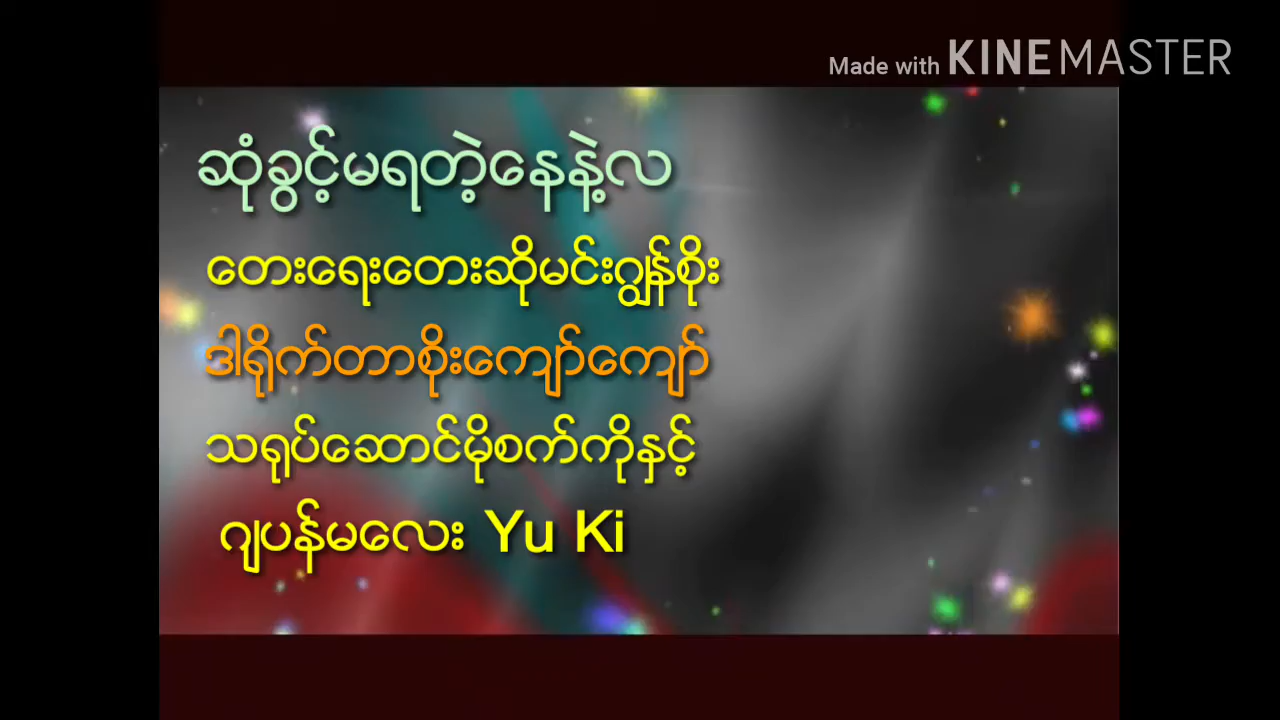 Made with KINEMASTER
ဆုံခွင့်မရတဲ့နေနဲ့လ
တေးရေးတေးဆိုမင်းဂျွန်စိုး
ဒါရိုက်တာစိုးကျော်ကျော်
သရုပ်ဆောင်မိုစက်ကိုနှင့်
ဂျပန်မလေး Yu Ki